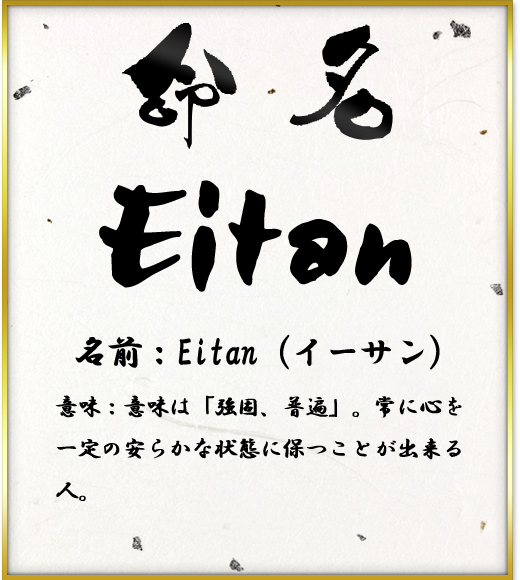 命名
Eitan
名前：Eitan（イーサン）
意味：意味は「強固、普遍」。常に心を
一定の安らかな状態に保つことが出来る
人。